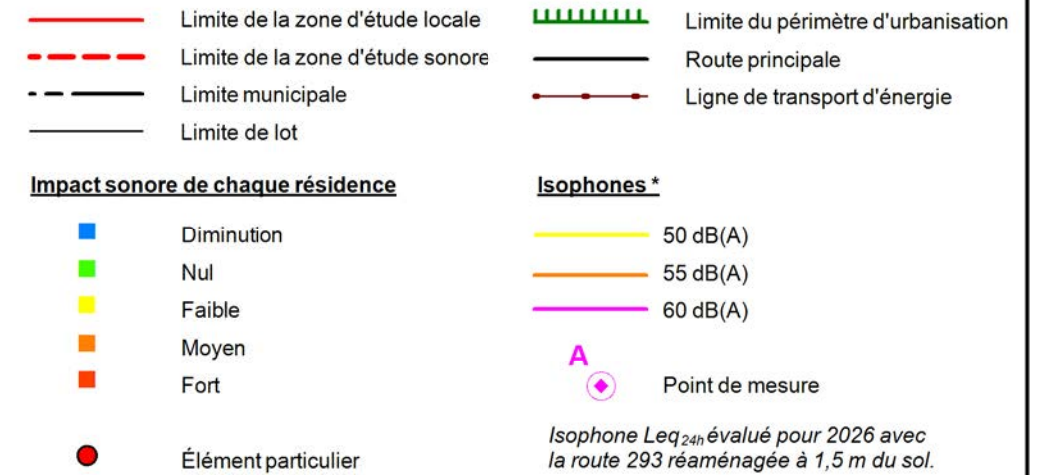 Limite de la zone d'étude locale
Limite de la zone d'étude sonore
Limite municipale
Limite de lot
Limite du périmètre d'urbanisation
Route principale
Ligne de transport d'énergie
Impact sonore de chaque résidence
Diminution
Nul
Faible
Moyen
Fort
Élément particulier
Isophones *
50 dB(A)
55 dB(A)
60 dB(A)
A
Point de mesure
Isophone Leq24h évalué pour 2026 avec
la route 293 réaménagée à 1,5 m du sol.